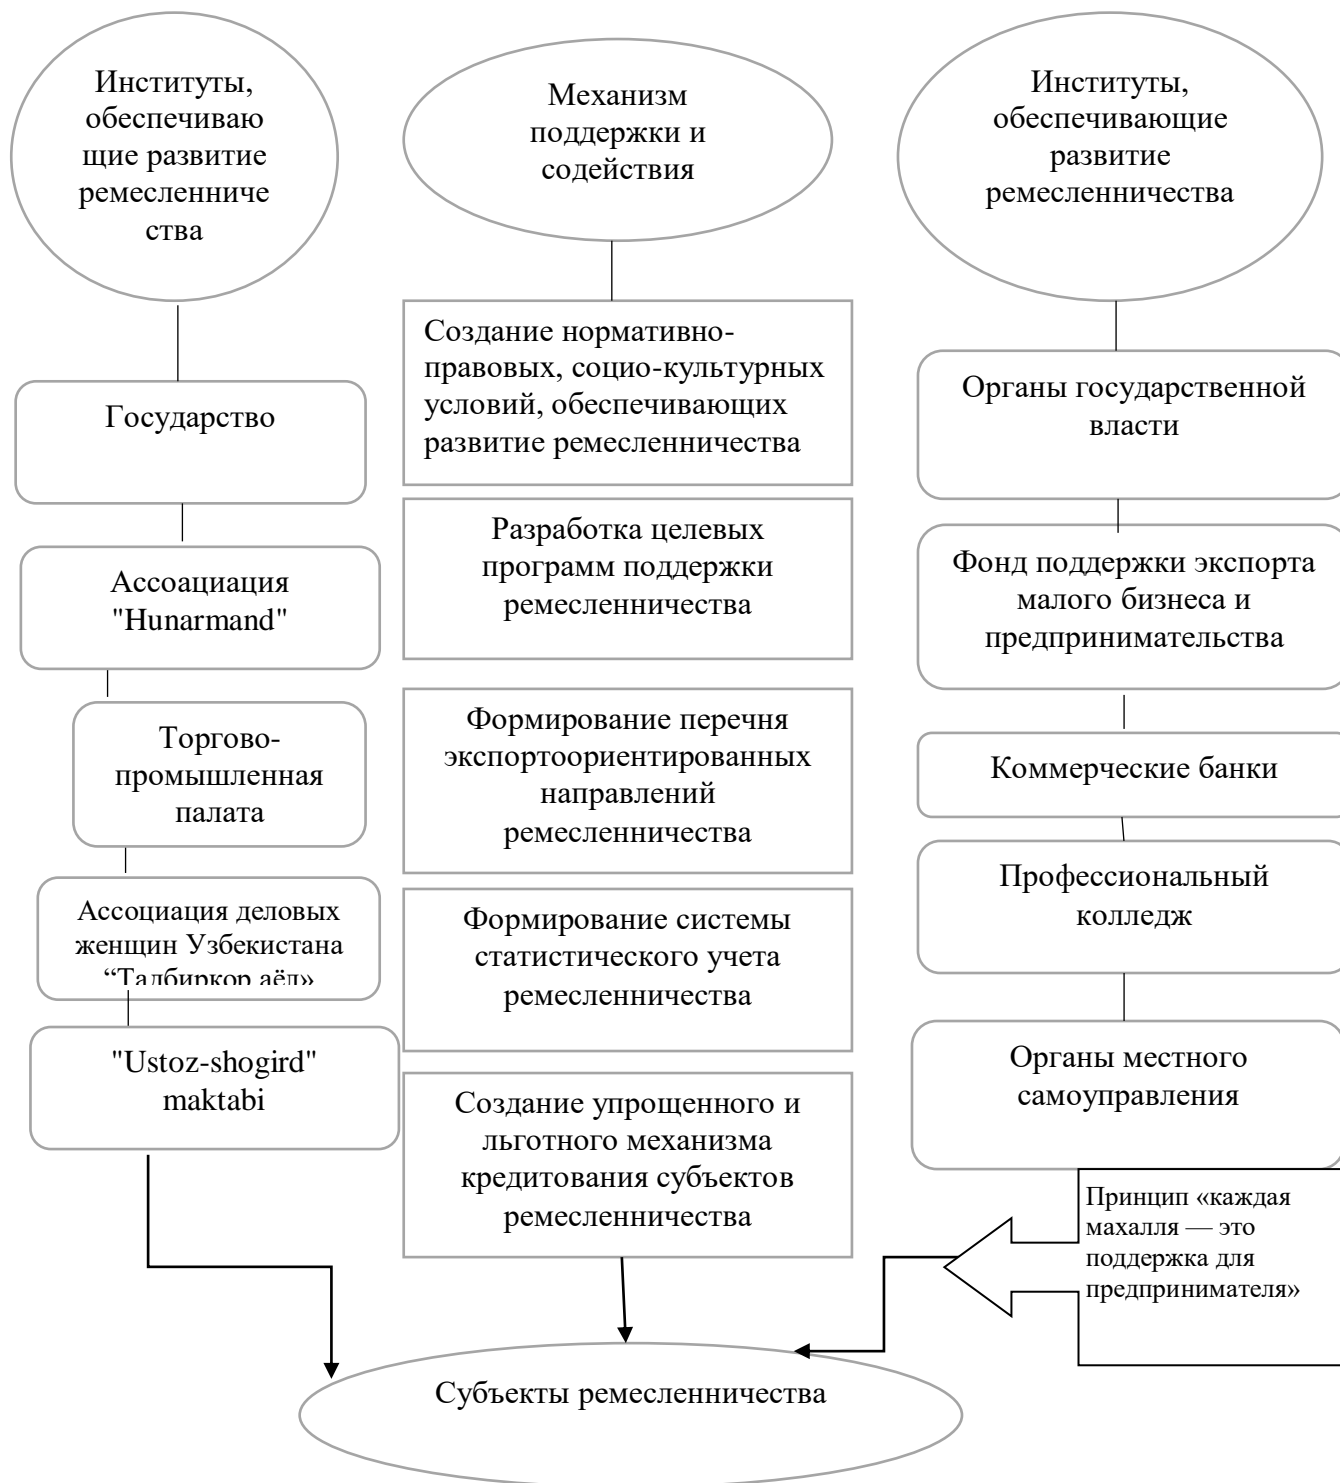 Институты,
обеспечиваю
щие развитие
ремесленниче
ства
Государство
Ассоациация
"Hunarmand"
Торгово-
промышленная
палата
Ассоциация деловых
женщин Узбекистана
“Тадбиркор аёл»
"Ustoz-shogird"
maktabi
Механизм
поддержки и
содействия
Создание нормативно-
правовых, социо-культурных
условий, обеспечивающих
развитие ремесленничества
Разработка целевых
программ поддержки
ремесленничества
Формирование перечня
экспортоориентированных
направлений
ремесленничества
Формирование системы
статистического учета
ремесленничества
Создание упрощенного и
льготного механизма
кредитования субъектов
ремесленничества
Институты,
обеспечивающие
развитие
ремесленничества
Органы государственной
власти
Фонд поддержки экспорта
малого бизнеса и
предпринимательства
Коммерческие банки
Профессиональный
колледж
Органы местного
самоуправления
Принцип «каждая
махалля — это
поддержка для
предпринимателя»
Субъекты ремесленничества